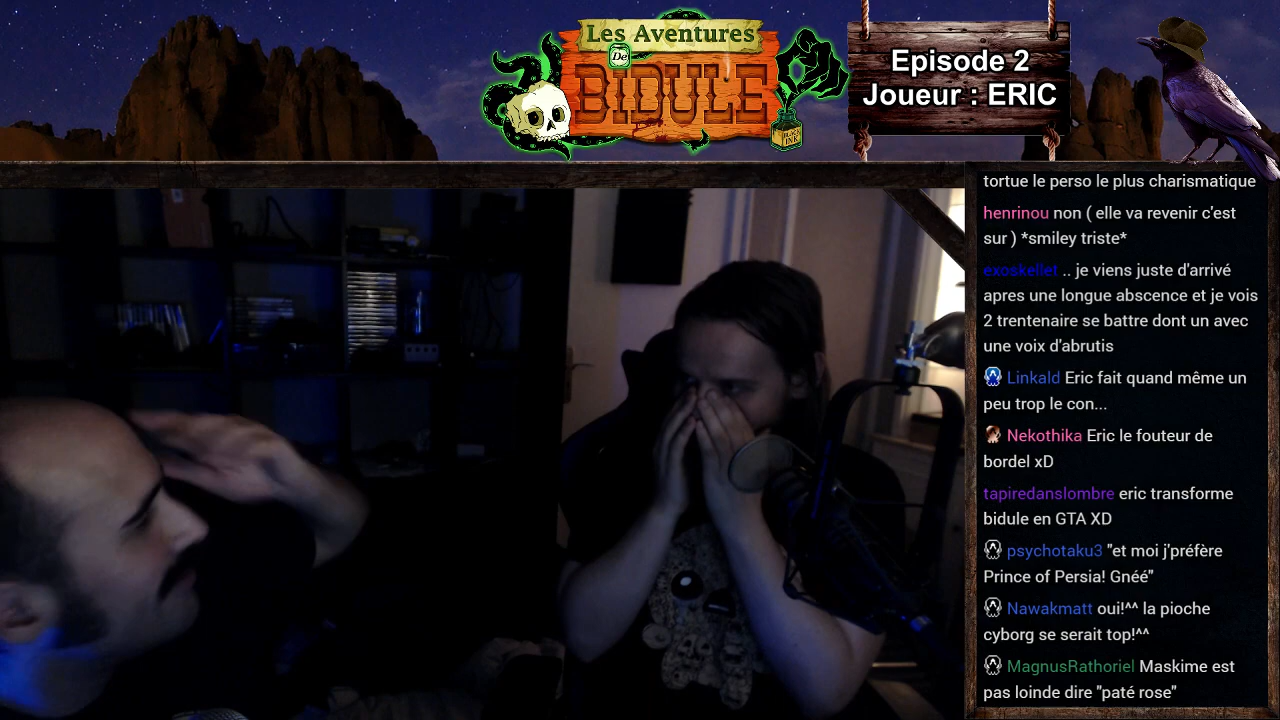 Les Aventures
De
BIDULE
BLACK
INK
Episode 2
Joueur : ERIC
tortue le perso le plus charismatique
henrinou non ( elle va revenir c'est
sur ) *smiley triste*
exoskellet .. je viens juste d'arrivé
apres une longue abscence et je vois
2 trentenaire se battre dont un avec
une voix d'abrutis
Linkald Eric fait quand même un
peu trop le con...
Nekothika Eric le fouteur de
bordel xD
tapiredanslombre eric transforme
bidule en GTA XD
psychotaku3 "et moi j'préfère
Prince of Persia! Gnéé"
Nawakmatt oui!^^ la pioche
cyborg se serait top!^^
MagnusRathoriel Maskime est
pas loinde dire "paté rose"